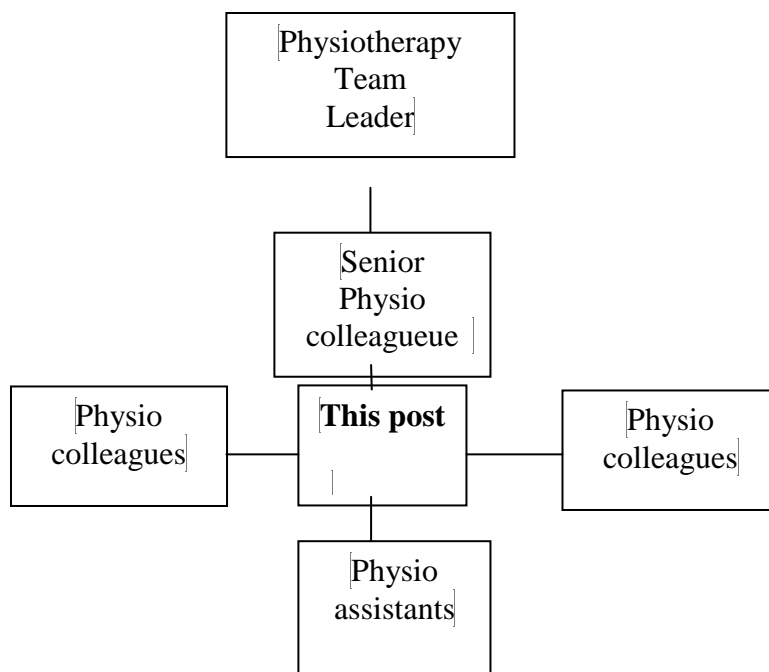 [Physiotherapy
Team
Leader]
[Senior
Physio
colleagueue ]
[Physio
colleagues]
[This post
]
[Physio
colleagues]
[Physio
assistants]